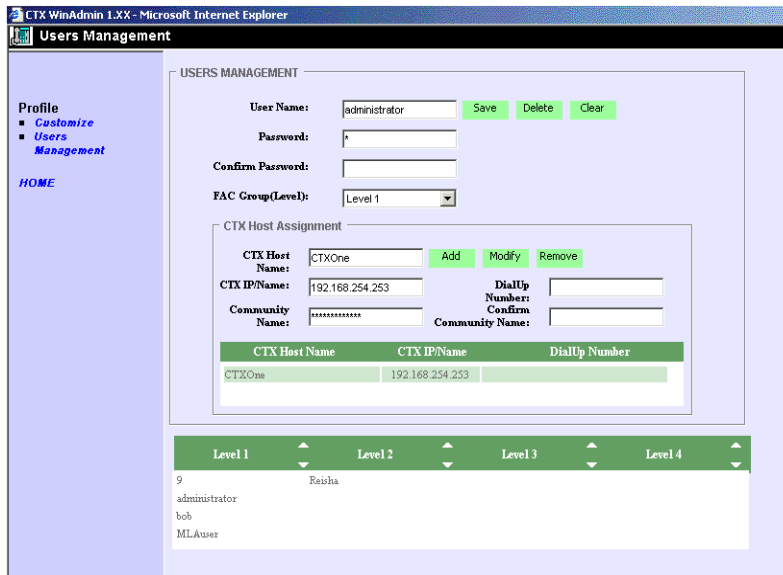 CTX WinAdmin 1.XX - Microsoft Internet Explorer
Users Management
Profile
Customize
Users
Management
HOME
USERS MANAGEMENT
User Name: administrator Save Delete Clear
Password: *
Confirm Password:
FAC Group(Level): Level 1
CTX Host Assignment
CTX Host
Name: CTXOne Add Modify Remove
CTX IP/Name: 192.168.254.253 DialUp
Number:
Community
Name: ************* Confirm
Community Name:
CTX Host Name CTX IP/Name DialUp Number
CTXOne 192.168.254.253
Level 1 Level 2 Level 3 Level 4
9 Reisha
administrator
bob
MLAuser